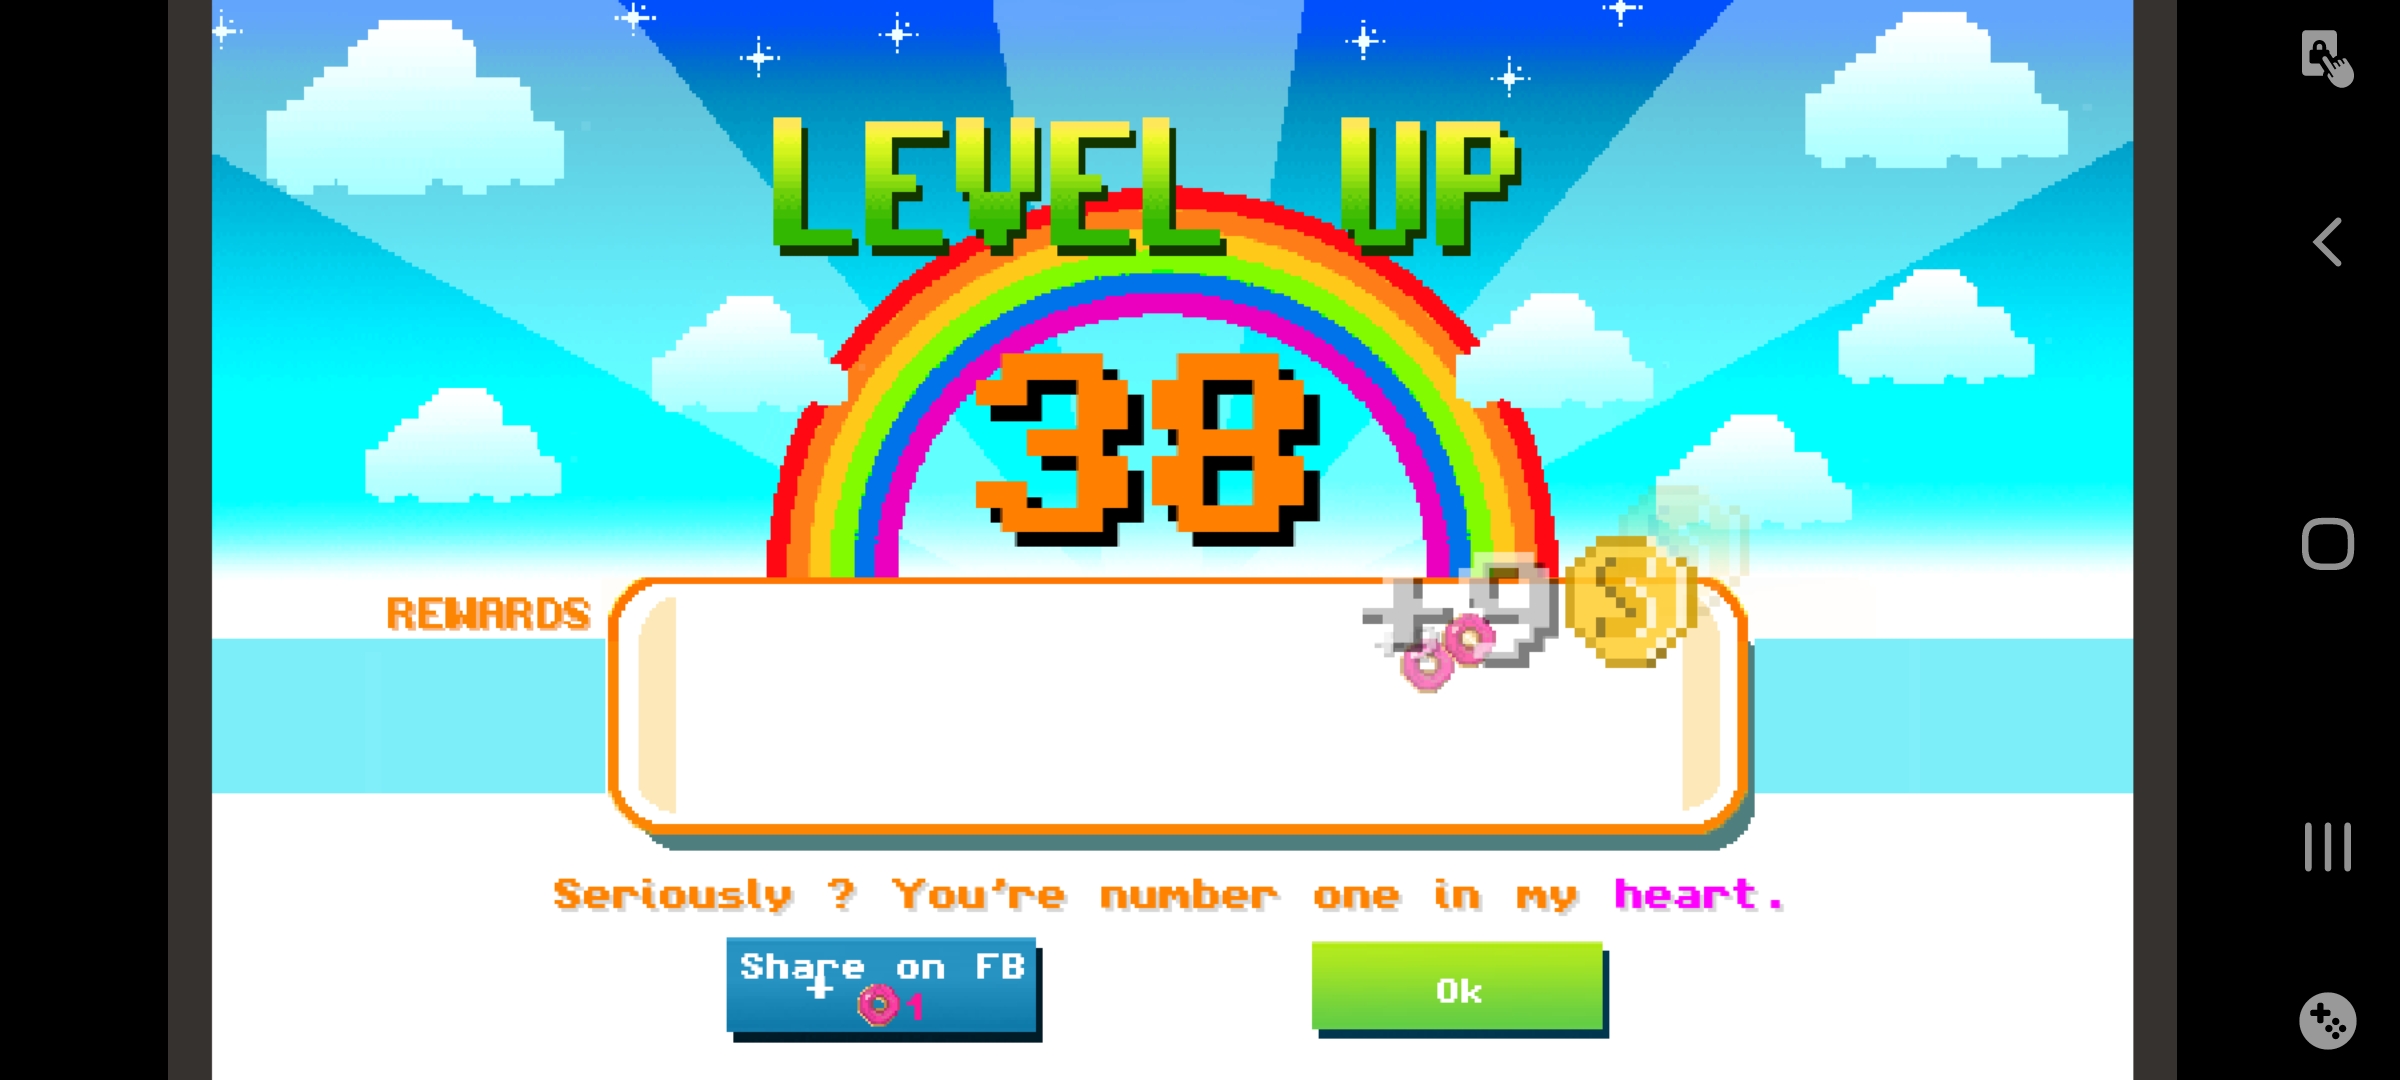 LEVEL UP
38
REWARDS
+9
Seriously ? You're number one in my heart.
Share on FB
+ 1
Ok